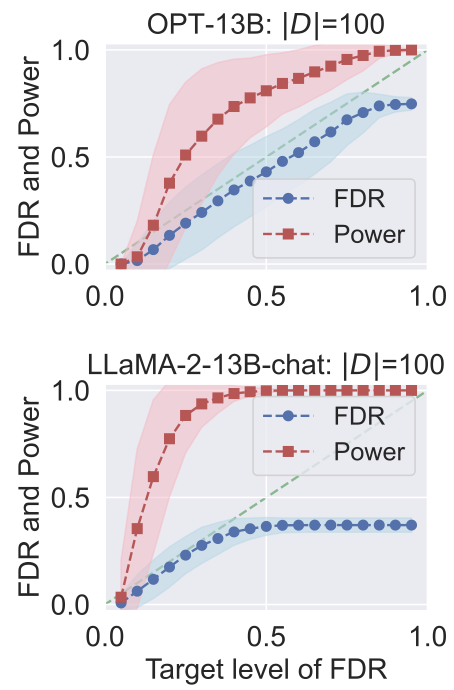 OPT-13B: |D|=100
FDR and Power
1.0
0.5
0.0
FDR
Power
0.0 0.5 1.0
LLaMA-2-13B-chat: |D|=100
FDR and Power
1.0
0.5
0.0
FDR
Power
0.0 0.5 1.0
Target level of FDR